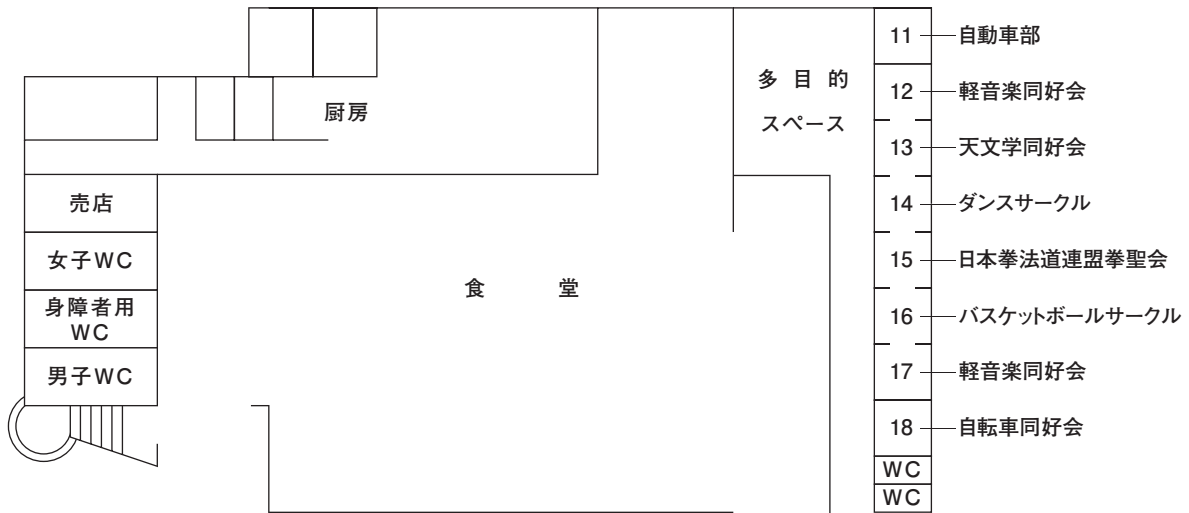 11 自動車部
多目的
スペース
12 軽音楽同好会
厨房
13 天文学同好会
売店
14 ダンスサークル
女子WC
15 日本拳法道連盟拳聖会
食堂
身障者用
WC
16 バスケットボールサークル
男子WC
17 軽音楽同好会
18 自転車同好会
WC
WC